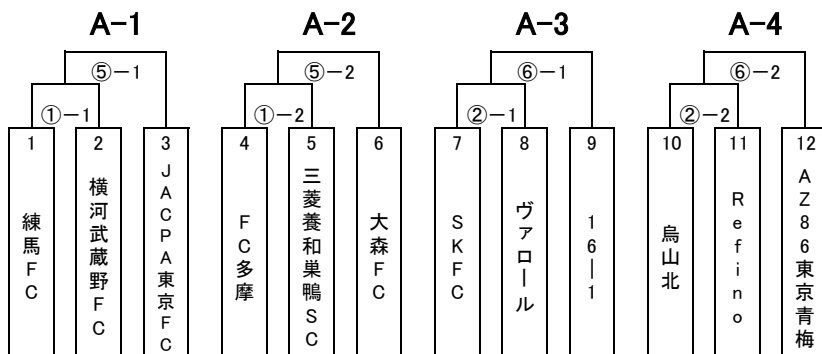 A-1
A-2
A-3
A-4
⑤-1
⑤-2
⑥-1
⑥-2
①-1
①-2
②-1
②-2
1
2
3
4
5
6
7
8
9
10
11
12
練馬FC
横河武蔵野FC
JACPA東京FC
FC多摩
三菱養和巣鴨SC
大森FC
SKFC
ヴァロール
16-1
烏山北
Refino
AZ86東京青梅